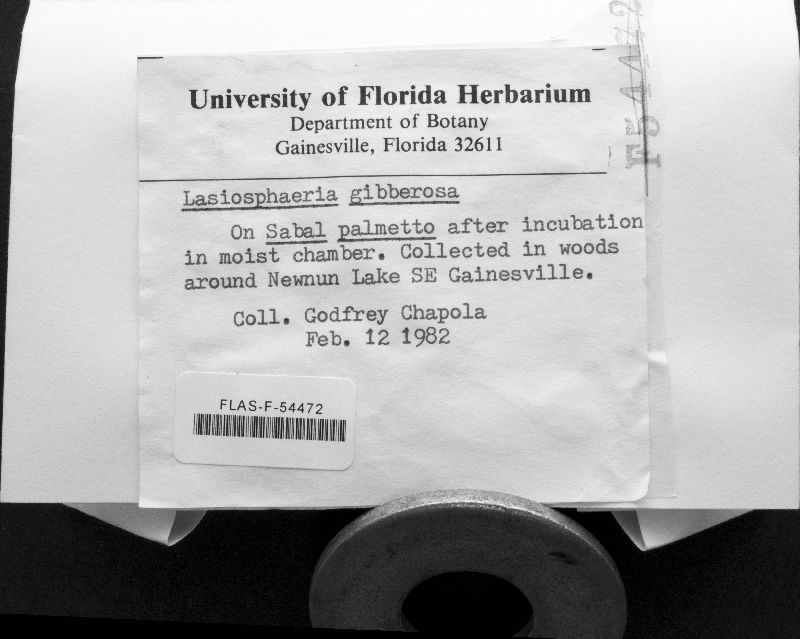 University of Florida Herbarium
Department of Botany
Gainesville, Florida 32611
Lasiosphaeria gibberosa
On Sabal palmetto after incubation
in moist chamber. Collected in woods
around Newnun Lake SE Gainesville.
Coll. Godfrey Chapola
Feb. 12 1982
FLAS-F-54472
F54472